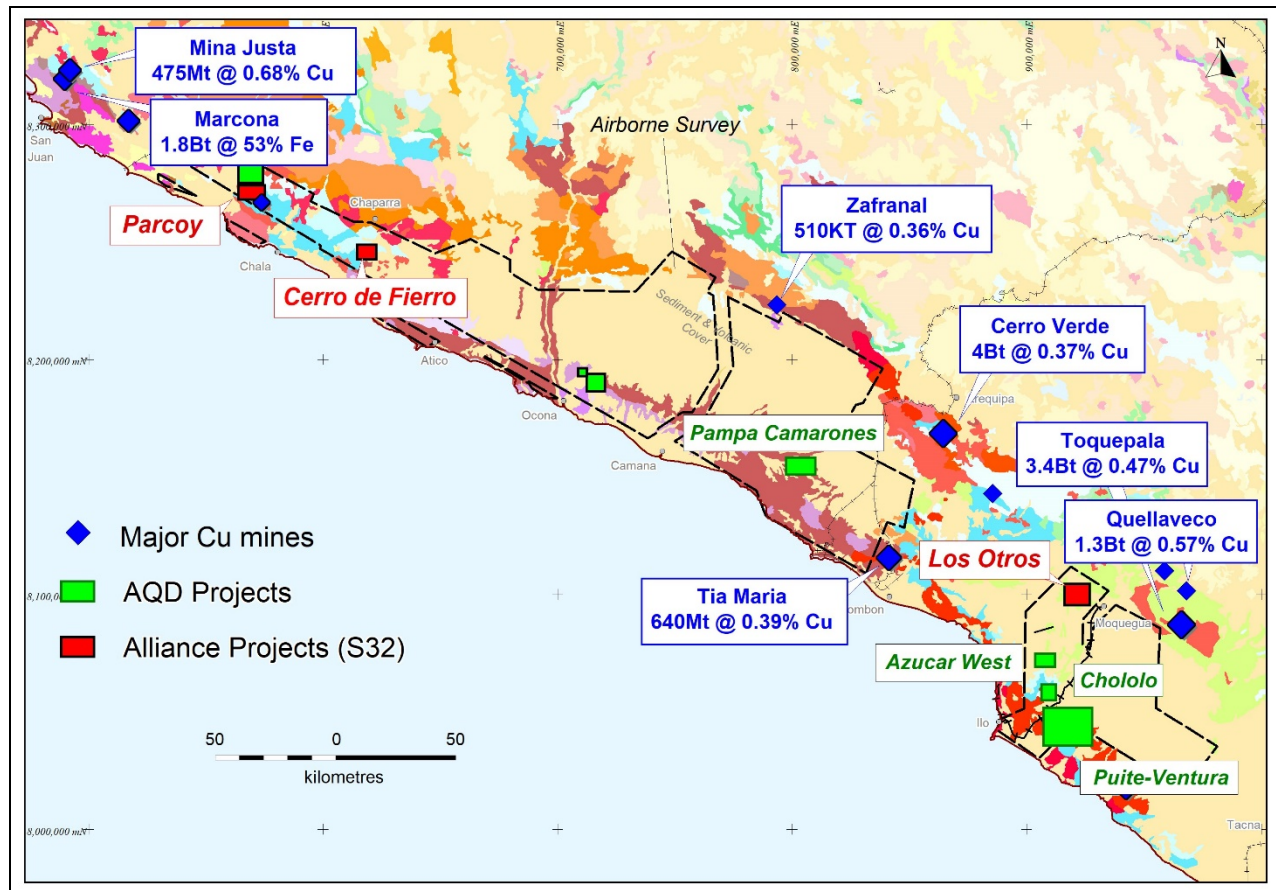 700,000 mE
800,000 mE
900,000 mE
N
Mina Justa
475Mt @ 0.68% Cu
Marcona
1.8Bt @ 53% Fe
8,300,000 mN
San
Juan
Airborne Survey
Parcoy
Chaparra
Zafranal
510KT @ 0.36% Cu
Chala
Cerro de Fierro
Sediment & Volcanic
Cover
Cerro Verde
4Bt @ 0.37% Cu
8,200,000 mN
Atico
Ocona
Arequipa
Pampa Camarones
Camana
Toquepala
3.4Bt @ 0.47% Cu
Quellaveco
1.3Bt @ 0.57% Cu
Major Cu mines
Los Otros
AQD Projects
Tia Maria
640Mt @ 0.39% Cu
8,100,000 mN
Moquegua
Alliance Projects (S32)
Azucar West
Chololo
Ilo
50 0 50
kilometres
Puite-Ventura
8,000,000 mN
Tacna